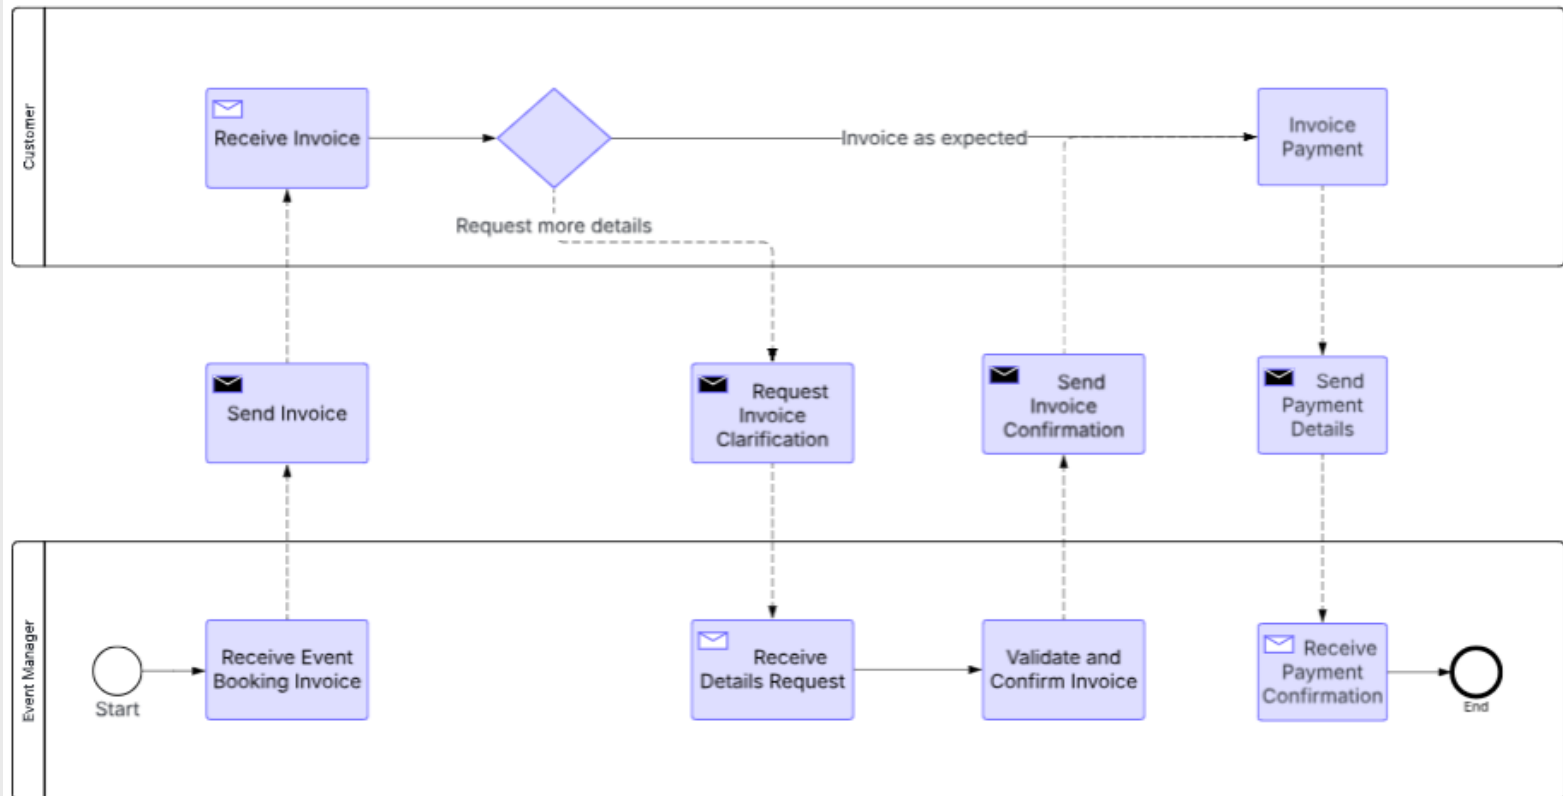 Customer
Receive Invoice
Invoice as expected
Invoice
Payment
Request more details
Send Invoice
Request
Invoice
Clarification
Send
Invoice
Confirmation
Send
Payment
Details
Event Manager
Start
Receive Event
Booking Invoice
Receive
Details Request
Validate and
Confirm Invoice
Receive
Payment
Confirmation
End